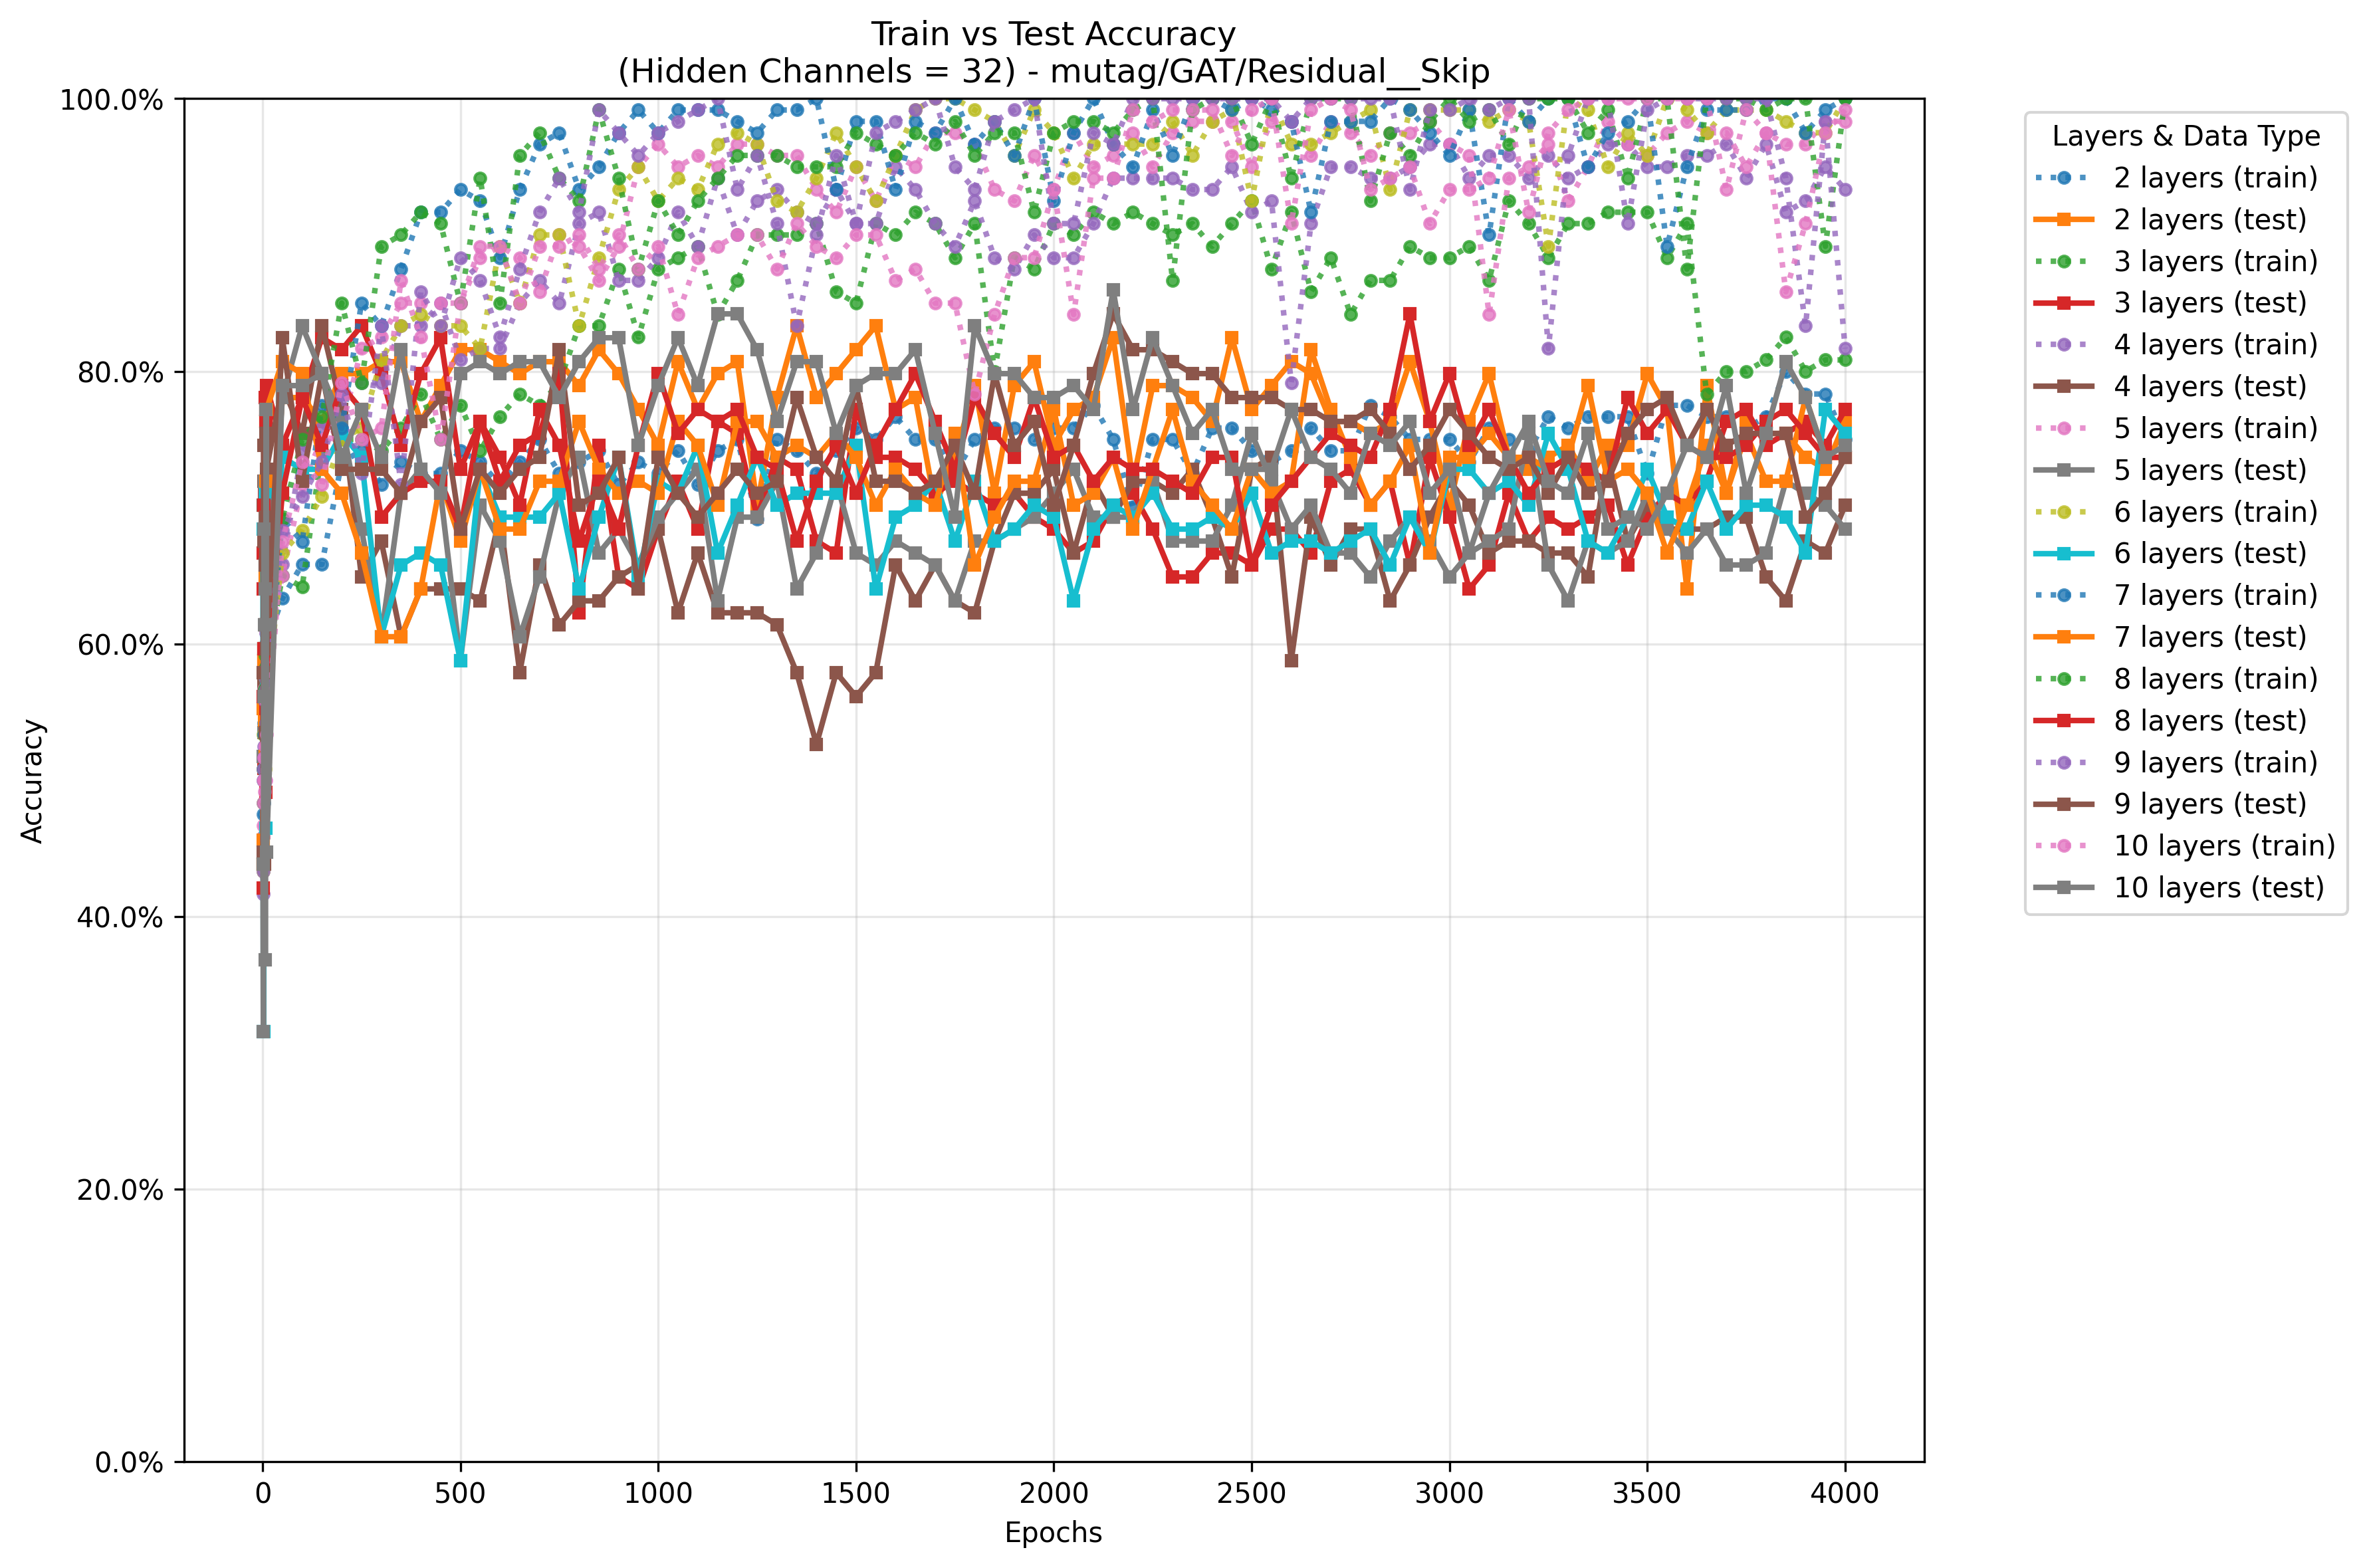 Train vs Test Accuracy
(Hidden Channels = 32) - mutag/GAT/Residual__Skip
100.0%
80.0%
60.0%
40.0%
20.0%
0.0%
Accuracy
0 500 1000 1500 2000 2500 3000 3500 4000
Epochs
Layers & Data Type
2 layers (train)
2 layers (test)
3 layers (train)
3 layers (test)
4 layers (train)
4 layers (test)
5 layers (train)
5 layers (test)
6 layers (train)
6 layers (test)
7 layers (train)
7 layers (test)
8 layers (train)
8 layers (test)
9 layers (train)
9 layers (test)
10 layers (train)
10 layers (test)